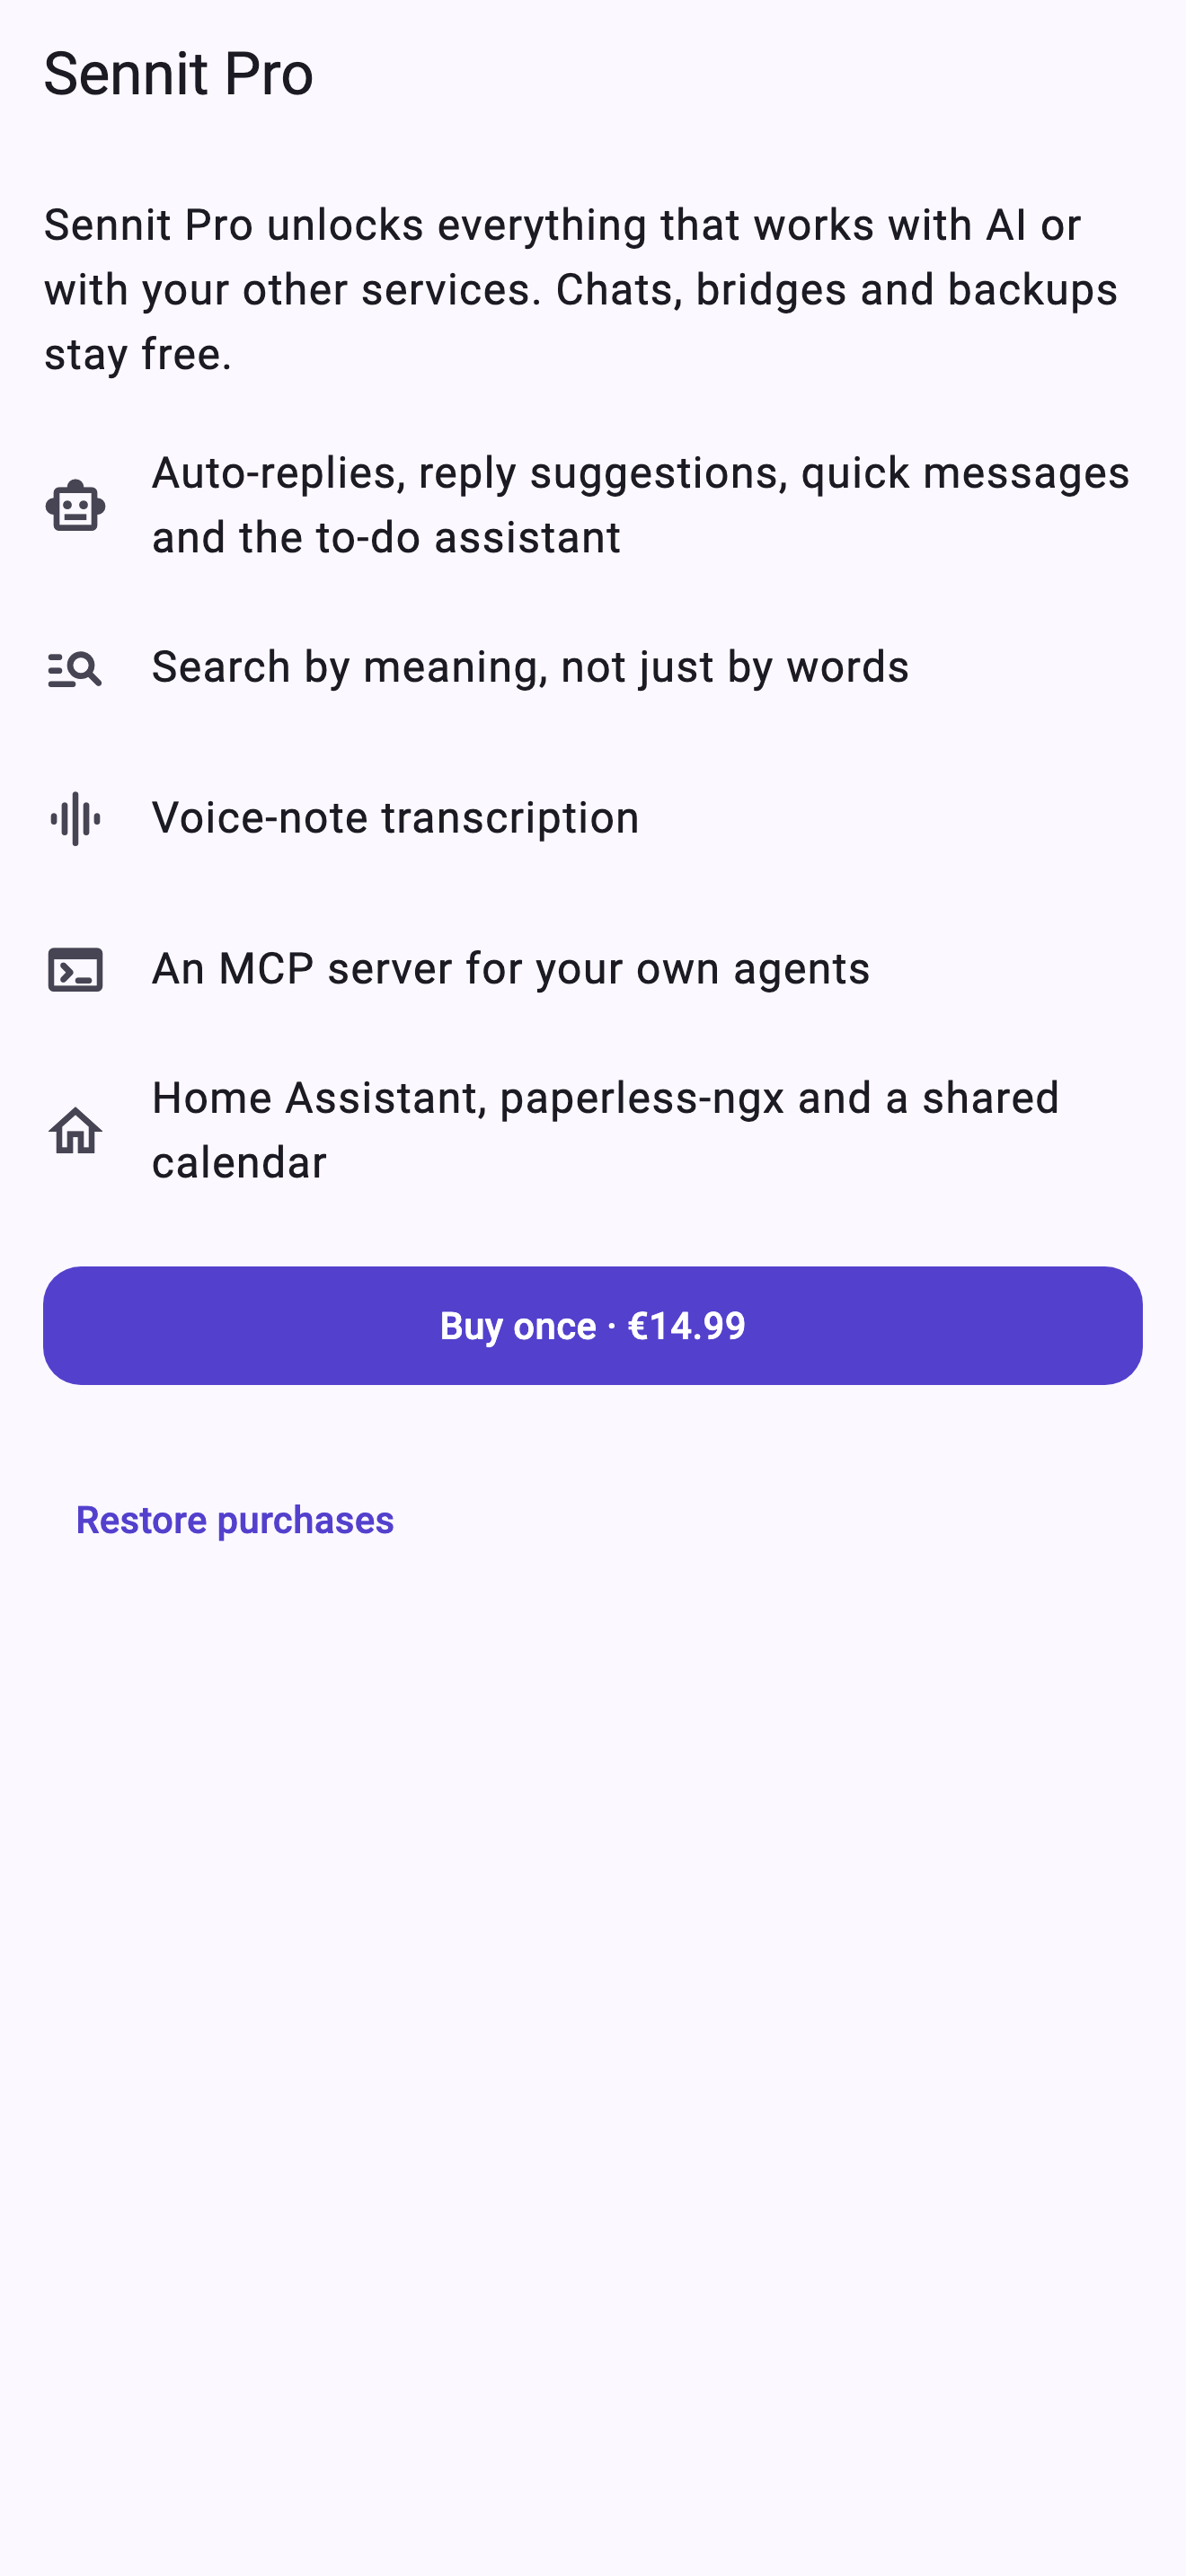 Sennit Pro
Sennit Pro unlocks everything that works with AI or
with your other services. Chats, bridges and backups
stay free.
Auto-replies, reply suggestions, quick messages
and the to-do assistant
Search by meaning, not just by words
Voice-note transcription
An MCP server for your own agents
Home Assistant, paperless-ngx and a shared
calendar
Buy once · €14.99
Restore purchases